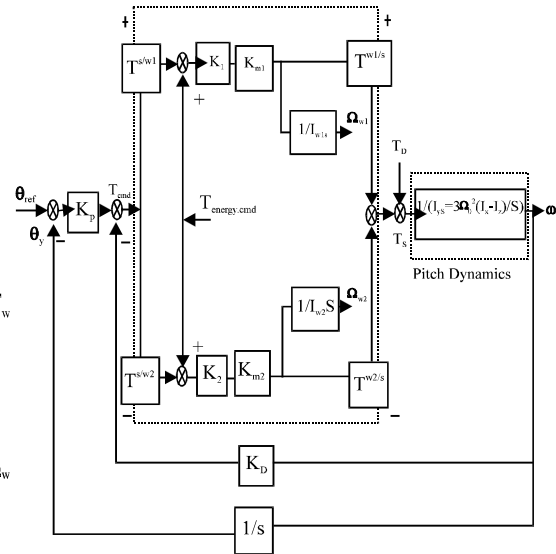 +
+
T^s/w1
K_1
K_m1
T^w1/s
+
1/I_w1s
Ω_w1
T_D
θ_ref
K_p
T_cmd
T_energy.cmd
1/(I_yS=3Ω_0^2(I_x-I_z)/S)
ω
θ_y
−
−
T_S
Pitch Dynamics
w
1/I_w2S
Ω_w2
+
T^s/w2
K_2
K_m2
T^w2/s
−
−
K_D
w
1/s